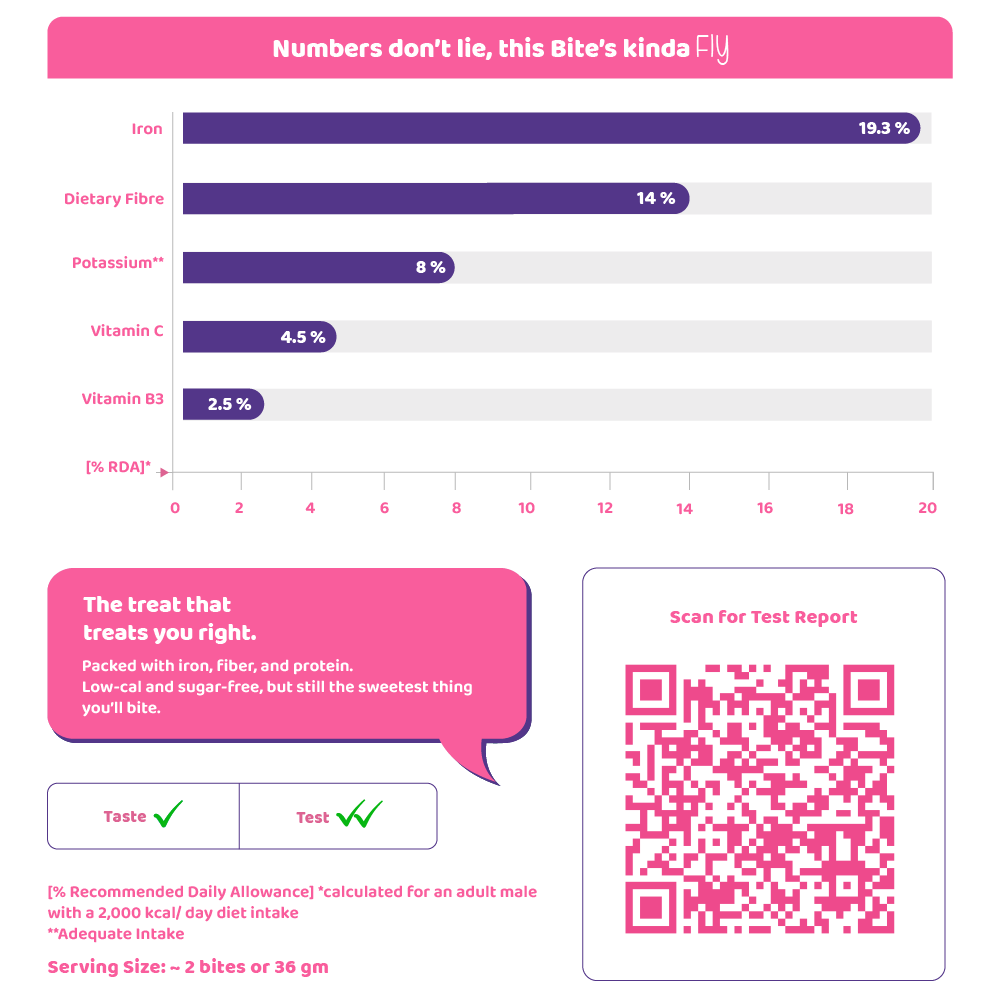 Numbers don't lie, this Bite's kinda Fly
Iron
19.3 %
Dietary Fibre
14 %
Potassium**
8 %
Vitamin C
4.5 %
Vitamin B3
2.5 %
[% RDA]*
0 2 4 6 8 10 12 14 16 18 20
The treat that
treats you right.
Packed with iron, fiber, and protein.
Low-cal and sugar-free, but still the sweetest thing
you'll bite.
Scan for Test Report
Taste
Test
[% Recommended Daily Allowance] *calculated for an adult male
with a 2,000 kcal/ day diet intake
**Adequate Intake
Serving Size: ~ 2 bites or 36 gm